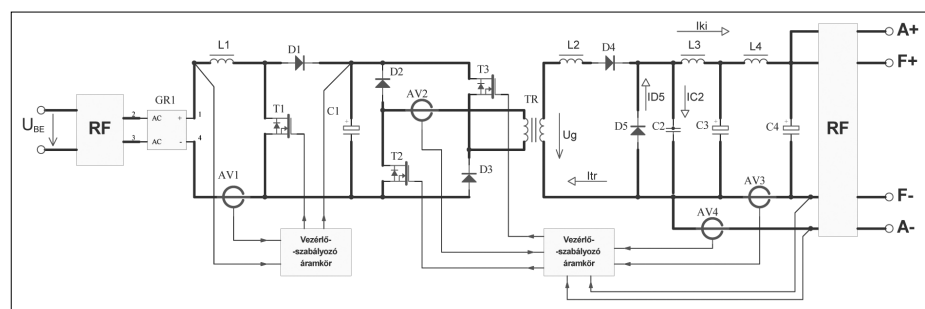 Iki
A+
L1
D1
L2
D4
L3
L4
F+
T3
D2
GR1
AV2
TR
ID5
IC2
T1
C1
2
AC
+
1
U_BE
RF
3
AC
-
4
Ug
D5
C2
C3
C4
RF
T2
D3
AV1
Itr
AV3
F-
AV4
A-
Vezérlő-
-szabályozó
áramkör
Vezérlő-
-szabályozó
áramkör